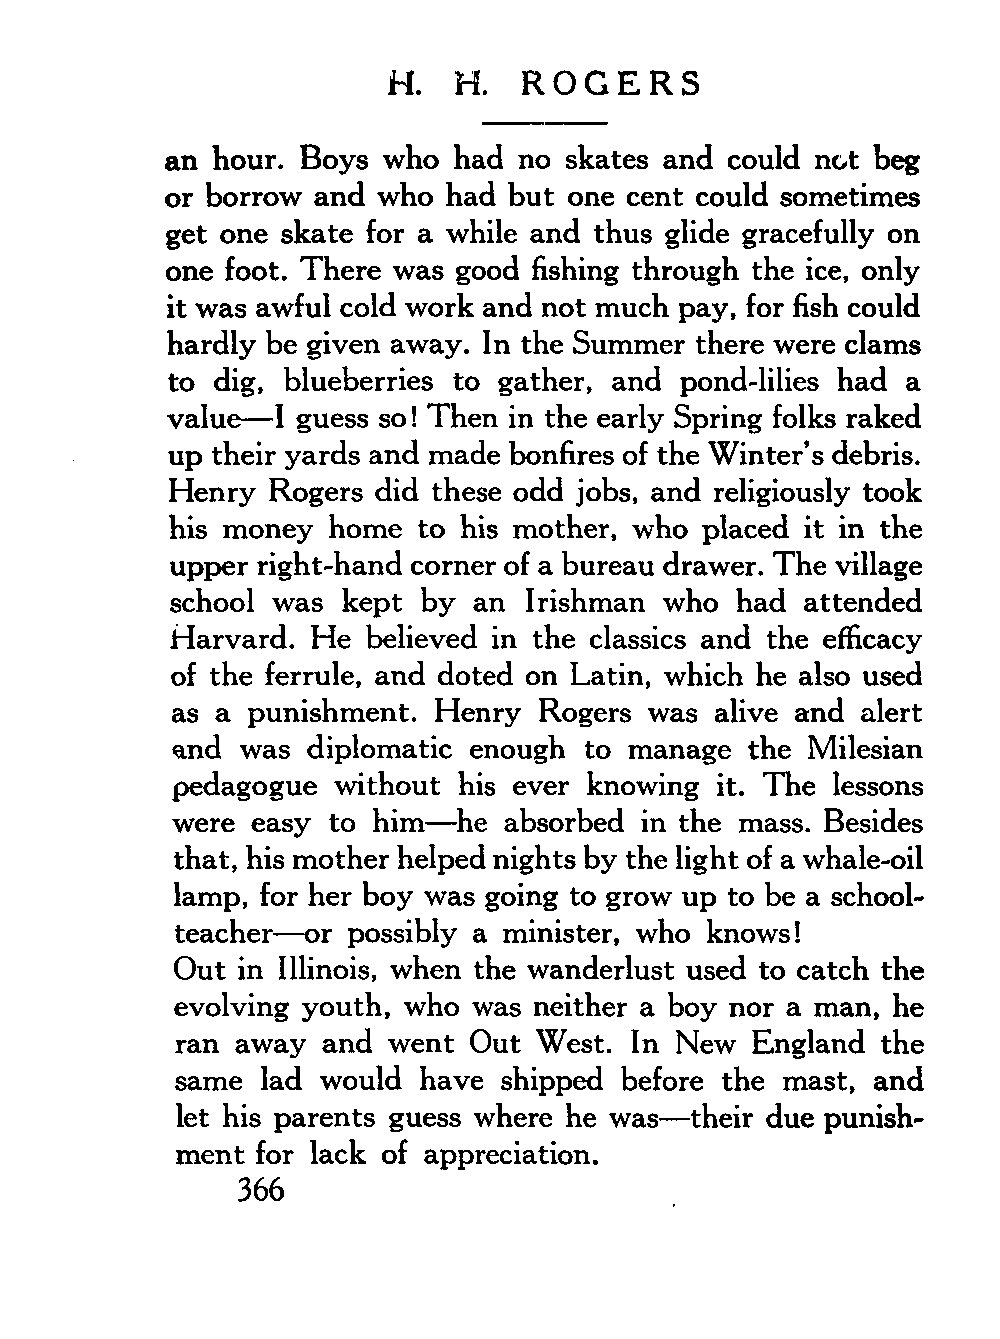 H. H. ROGERS
an hour. Boys who had no skates and could not beg
or borrow and who had but one cent could sometimes
get one skate for a while and thus glide gracefully on
one foot. There was good fishing through the ice, only
it was awful cold work and not much pay, for fish could
hardly be given away. In the Summer there were clams
to dig, blueberries to gather, and pond-lilies had a
value—I guess so! Then in the early Spring folks raked
up their yards and made bonfires of the Winter's debris.
Henry Rogers did these odd jobs, and religiously took
his money home to his mother, who placed it in the
upper right-hand corner of a bureau drawer. The village
school was kept by an Irishman who had attended
Harvard. He believed in the classics and the efficacy
of the ferrule, and doted on Latin, which he also used
as a punishment. Henry Rogers was alive and alert
and was diplomatic enough to manage the Milesian
pedagogue without his ever knowing it. The lessons
were easy to him—he absorbed in the mass. Besides
that, his mother helped nights by the light of a whale-oil
lamp, for her boy was going to grow up to be a school-
teacher—or possibly a minister, who knows!
Out in Illinois, when the wanderlust used to catch the
evolving youth, who was neither a boy nor a man, he
ran away and went Out West. In New England the
same lad would have shipped before the mast, and
let his parents guess where he was—their due punish-
ment for lack of appreciation.
366